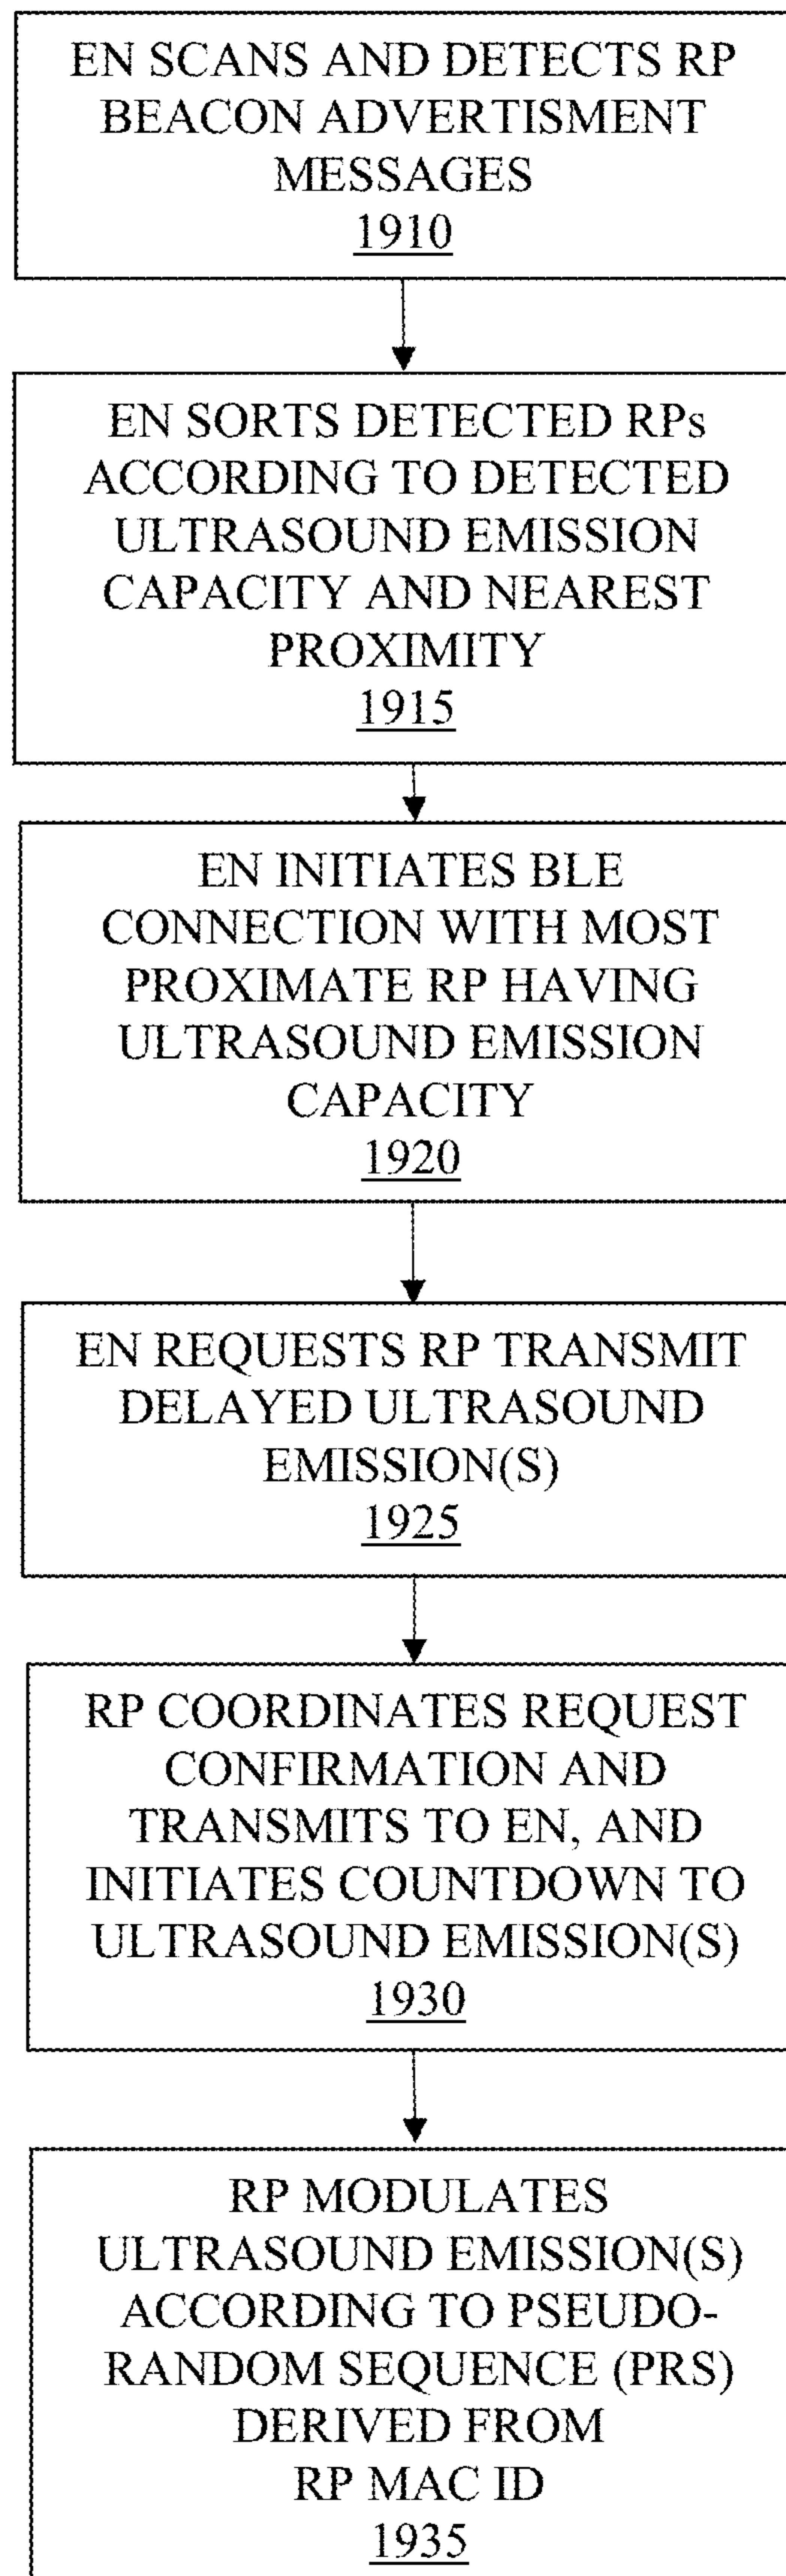 EN SCANS AND DETECTS RP
BEACON ADVERTISMENT
MESSAGES
1910
EN SORTS DETECTED RPs
ACCORDING TO DETECTED
ULTRASOUND EMISSION
CAPACITY AND NEAREST
PROXIMITY
1915
EN INITIATES BLE
CONNECTION WITH MOST
PROXIMATE RP HAVING
ULTRASOUND EMISSION
CAPACITY
1920
EN REQUESTS RP TRANSMIT
DELAYED ULTRASOUND
EMISSION(S)
1925
RP COORDINATES REQUEST
CONFIRMATION AND
TRANSMITS TO EN, AND
INITIATES COUNTDOWN TO
ULTRASOUND EMISSION(S)
1930
RP MODULATES
ULTRASOUND EMISSION(S)
ACCORDING TO PSEUDO-
RANDOM SEQUENCE (PRS)
DERIVED FROM
RP MAC ID
1935